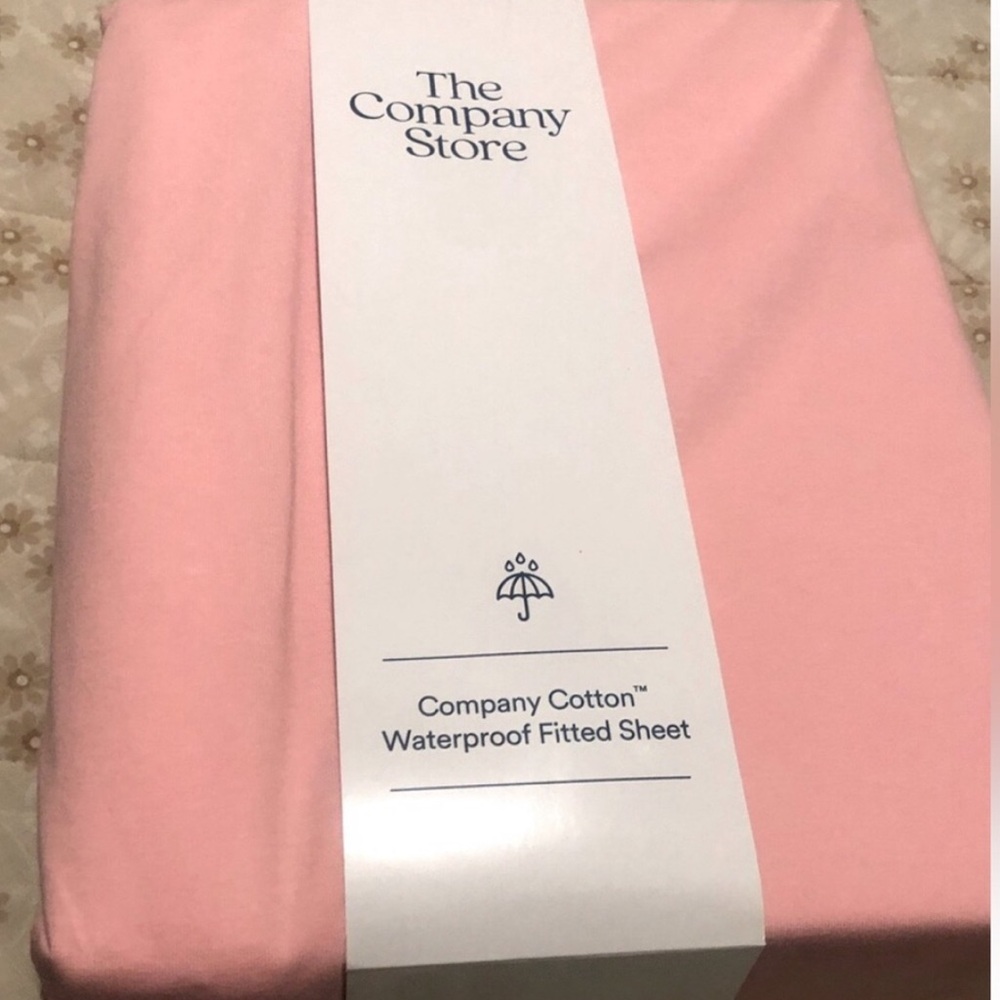 The
Company
Store
Company Cotton™
Waterproof Fitted Sheet